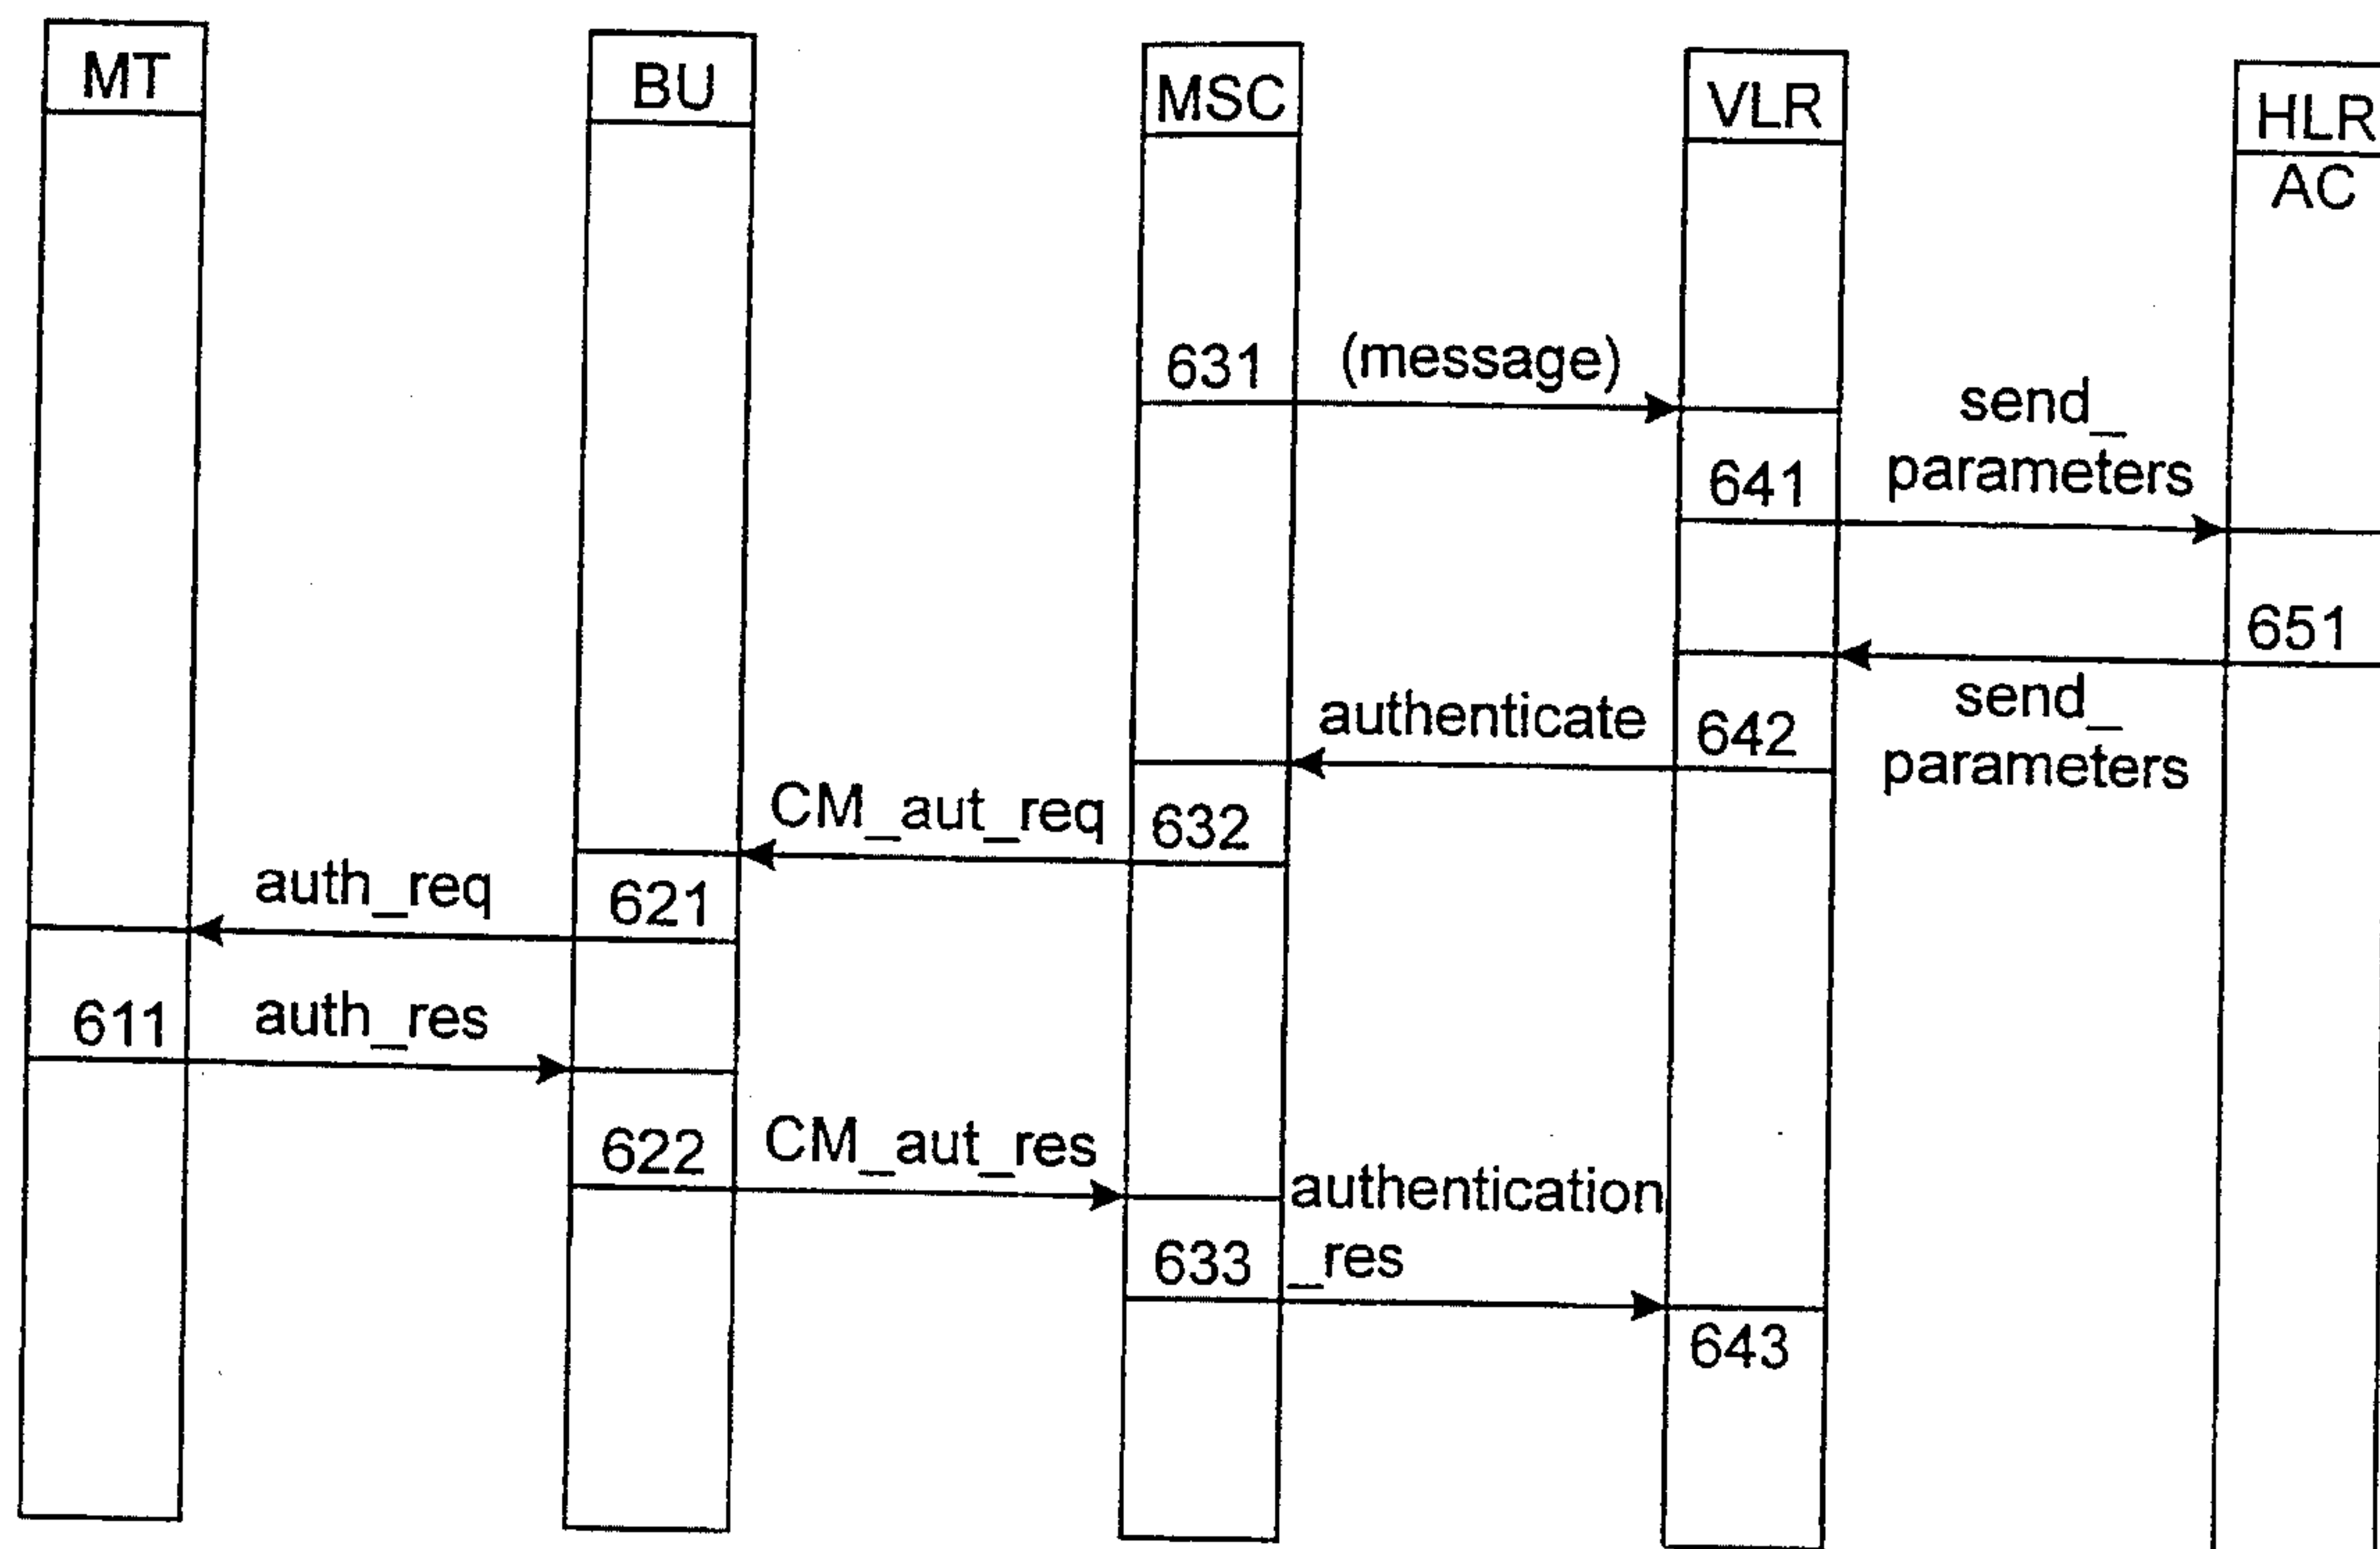 MT
BU
MSC
VLR
HLR
AC
631
(message)
send_
parameters
641
651
send_
parameters
authenticate
642
CM_aut_req
632
auth_req
621
611
auth_res
622
CM_aut_res
authentication
_res
633
643